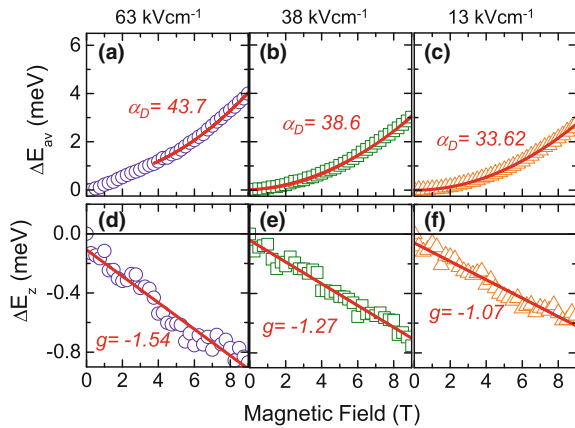 63 kVcm⁻¹ 38 kVcm⁻¹ 13 kVcm⁻¹
(a) (b) (c)
ΔE_av (meV)
6
4
2
0
α_D= 43.7 α_D= 38.6 α_D= 33.62
(d) (e) (f)
ΔE_z (meV)
0.0
-0.4
-0.8
g= -1.54 g= -1.27 g= -1.07
0 2 4 6 8 0 2 4 6 8 0 2 4 6 8
Magnetic Field (T)